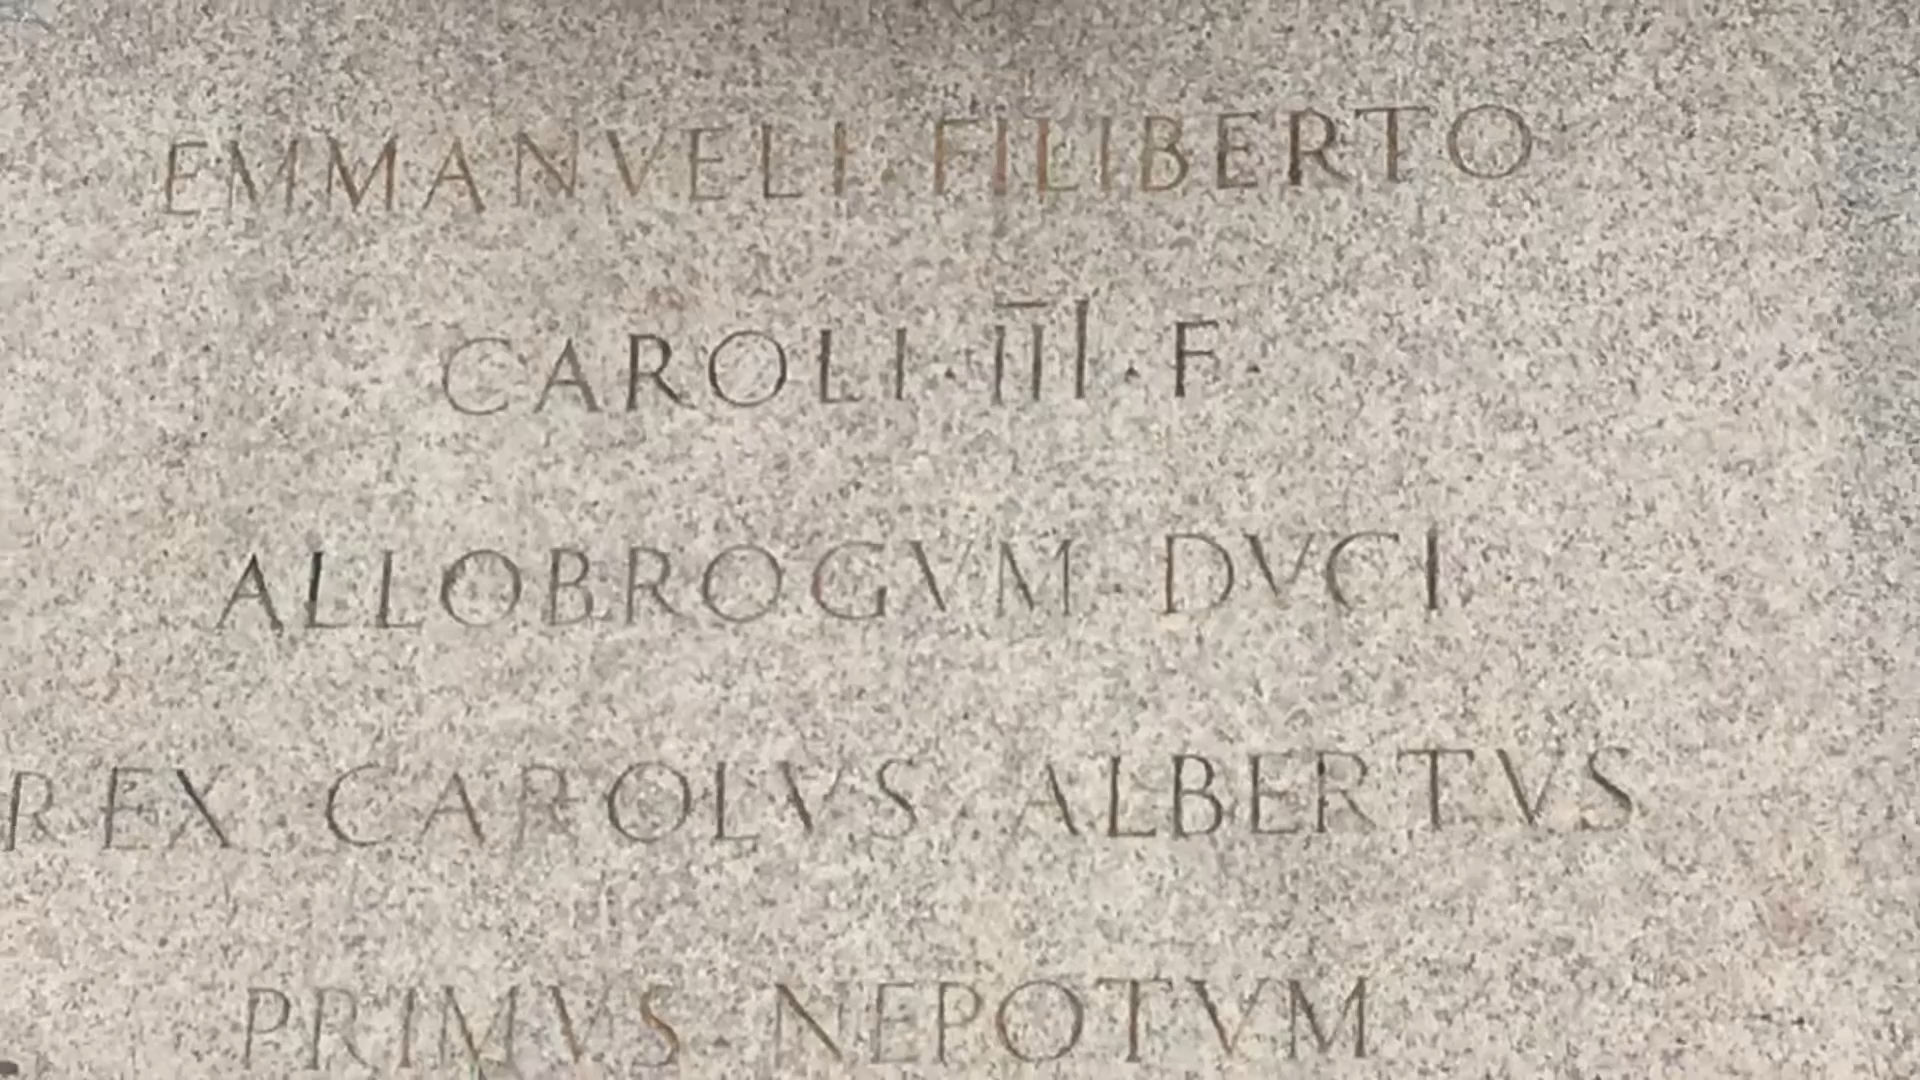 EMMANVELI FILIBERTO
CAROLI · III · F ·
ALLOBROGVM DVCI
REX CAROLVS ALBERTVS
PRIMVS NEPOTVM